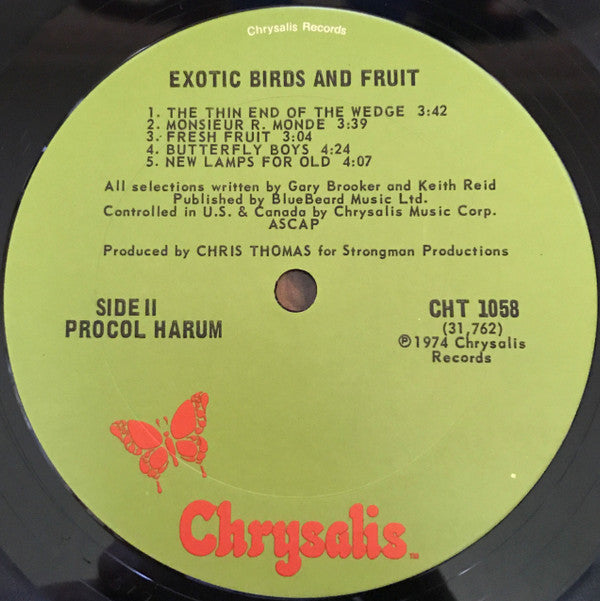 Chrysalis Records
EXOTIC BIRDS AND FRUIT
1. THE THIN END OF THE WEDGE 3:42
2. MONSIEUR R. MONDE 3:39
3. FRESH FRUIT 3:04
4. BUTTERFLY BOYS 4:24
5. NEW LAMPS FOR OLD 4:07
All selections written by Gary Brooker and Keith Reid
Published by BlueBeard Music Ltd.
Controlled in U.S. & Canada by Chrysalis Music Corp.
ASCAP
Produced by CHRIS THOMAS for Strongman Productions
SIDE II
PROCOL HARUM
CHT 1058
(31,762)
℗1974 Chrysalis
Records
Chrysalis™